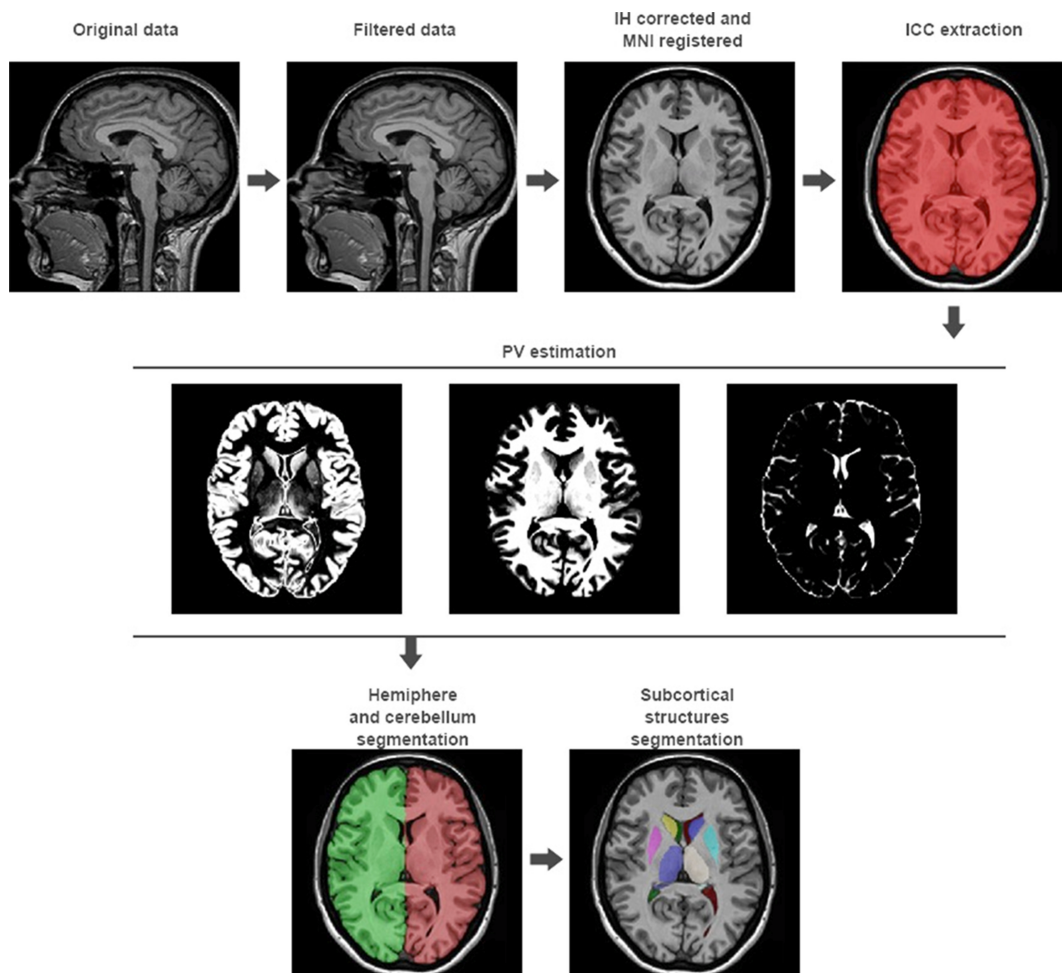 Original data
Filtered data
IH corrected and
MNI registered
ICC extraction
PV estimation
Hemiphere
and cerebellum
segmentation
Subcortical
structures
segmentation